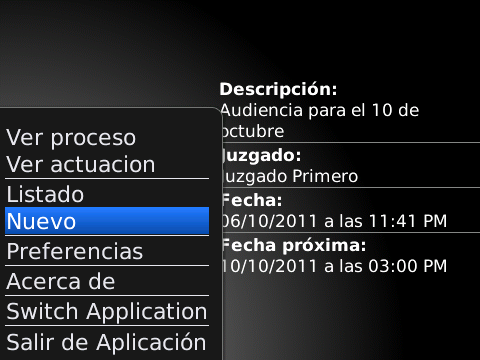 Ver proceso
Ver actuacion
Listado
Nuevo
Preferencias
Acerca de
Switch Application
Salir de Aplicación
Descripción:
Audiencia para el 10 de
octubre
Juzgado:
Juzgado Primero
Fecha:
06/10/2011 a las 11:41 PM
Fecha próxima:
10/10/2011 a las 03:00 PM